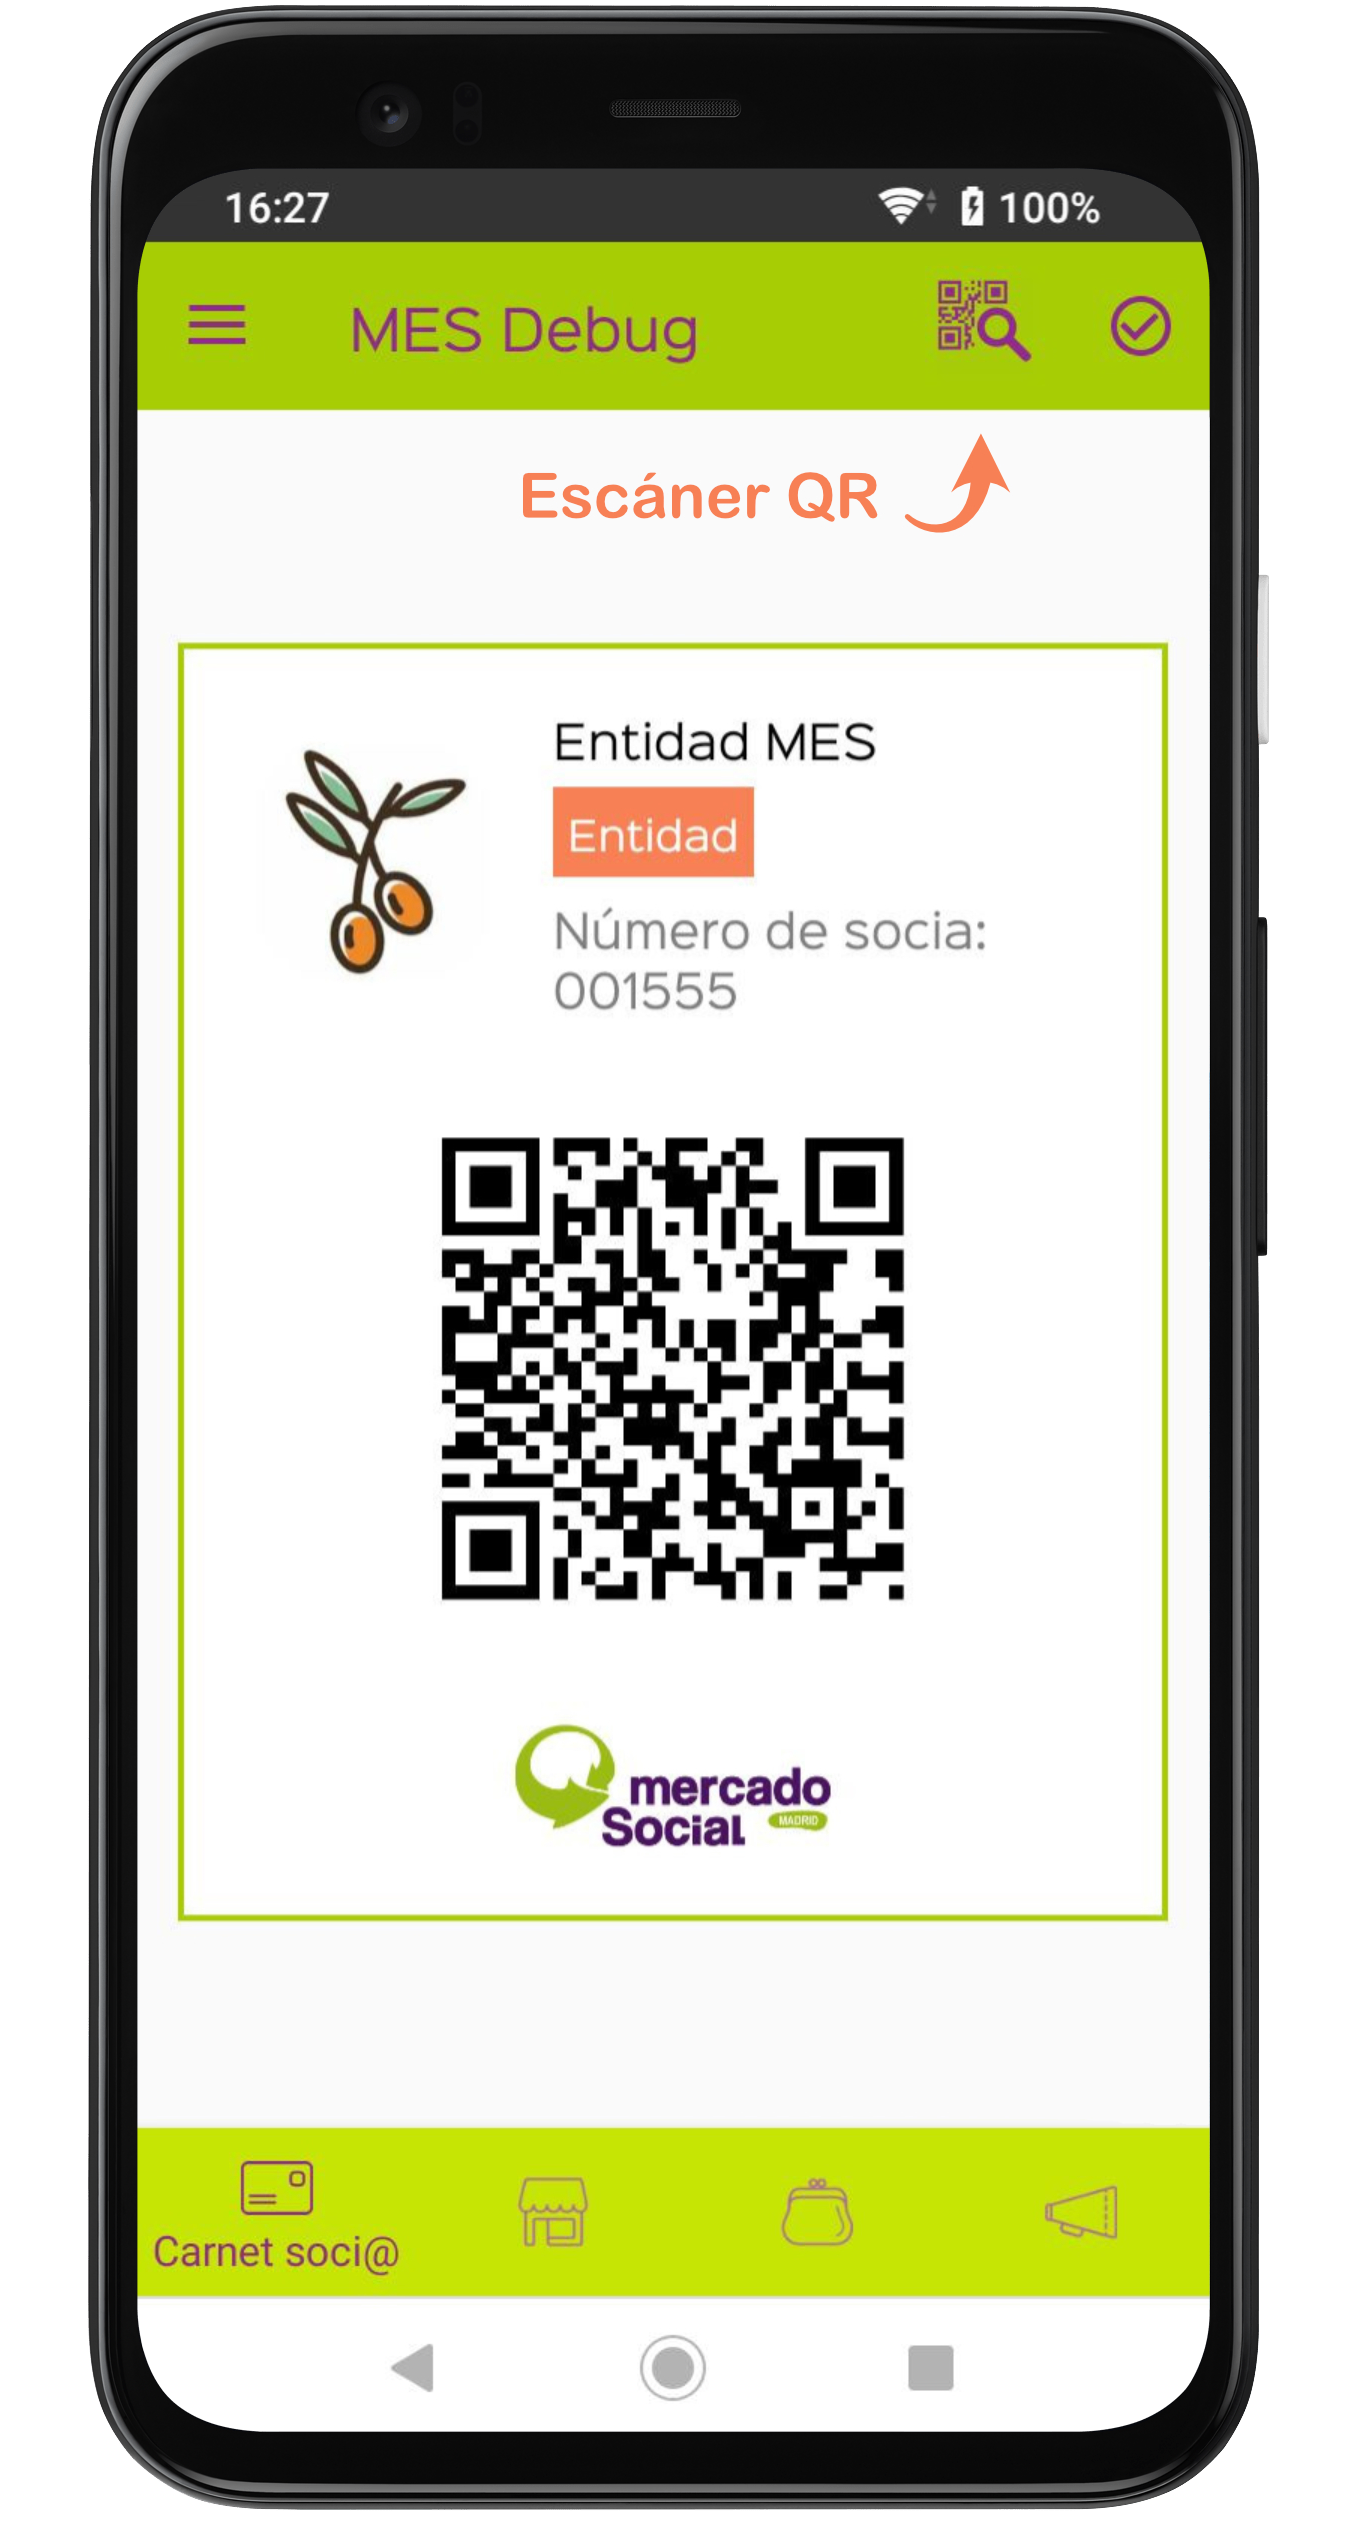 16:27
100%
MES Debug
Escáner QR
Entidad MES
Entidad
Número de socia:
001555
mercado
Social
MADRID
Carnet soci@